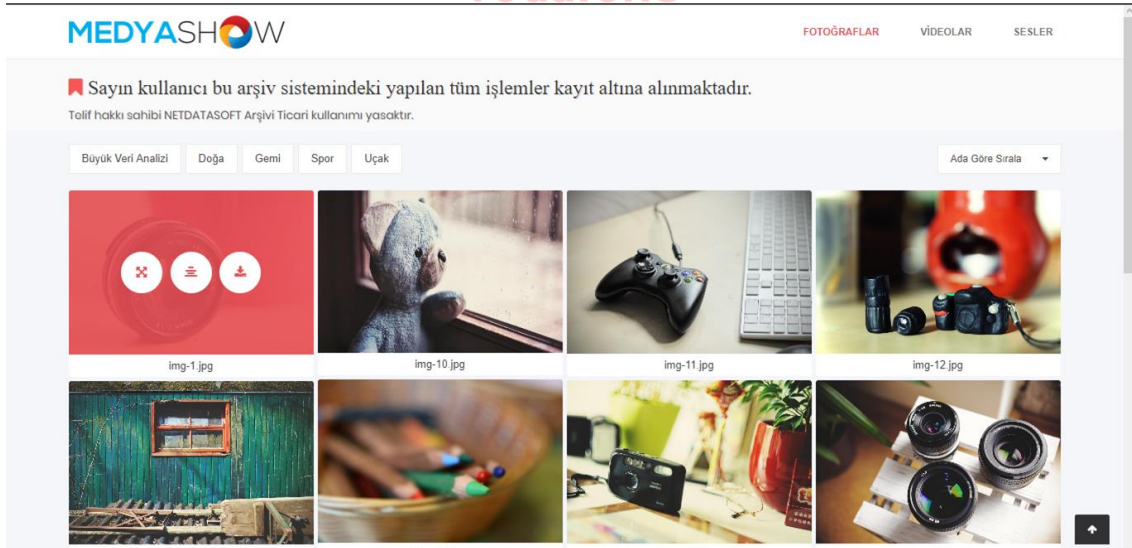 MEDYASHOW
FOTOĞRAFLAR VİDEOLAR SESLER
Sayın kullanıcı bu arşiv sistemindeki yapılan tüm işlemler kayıt altına alınmaktadır.
Telif hakkı sahibi NETDATASOFT Arşivi Ticari kullanımı yasaktır.
Büyük Veri Analizi Doğa Gemi Spor Uçak Ada Göre Sırala
img-1.jpg img-10.jpg img-11.jpg img-12.jpg